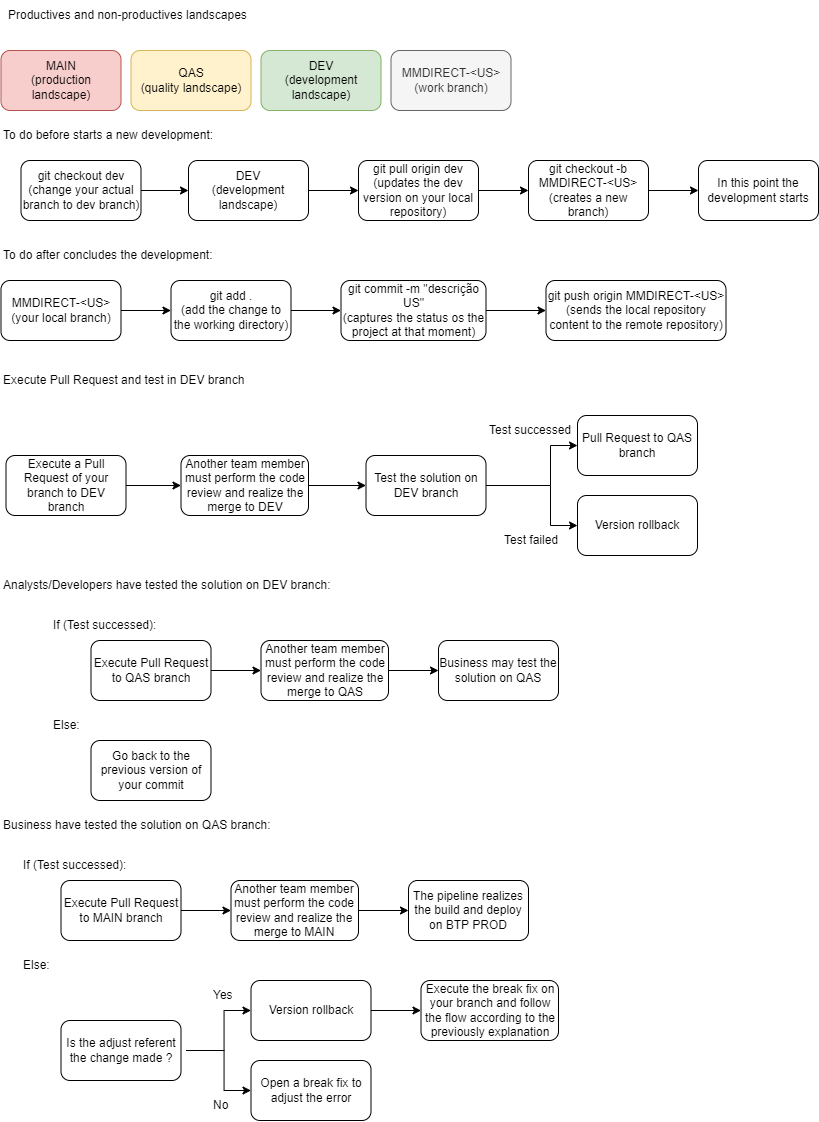 Productives and non-productives landscapes
MAIN
(production
landscape)
QAS
(quality landscape)
DEV
(development
landscape)
MMDIRECT-<US>
(work branch)
To do before starts a new development:
git checkout dev
(change your actual
branch to dev branch)
DEV
(development
landscape)
git pull origin dev
(updates the dev
version on your local
repository)
git checkout -b
MMDIRECT-<US>
(creates a new
branch)
In this point the
development starts
To do after concludes the development:
MMDIRECT-<US>
(your local branch)
git add .
(add the change to
the working directory)
git commit -m "descrição
US"
(captures the status os the
project at that moment)
git push origin MMDIRECT-<US>
(sends the local repository
content to the remote repository)
Execute Pull Request and test in DEV branch
Execute a Pull
Request of your
branch to DEV
branch
Another team member
must perform the code
review and realize the
merge to DEV
Test the solution on
DEV branch
Test successed
Pull Request to QAS
branch
Test failed
Version rollback
Analysts/Developers have tested the solution on DEV branch:
If (Test successed):
Execute Pull Request
to QAS branch
Another team member
must perform the code
review and realize the
merge to QAS
Business may test the
solution on QAS
Else:
Go back to the
previous version of
your commit
Business have tested the solution on QAS branch:
If (Test successed):
Execute Pull Request
to MAIN branch
Another team member
must perform the code
review and realize the
merge to MAIN
The pipeline realizes
the build and deploy
on BTP PROD
Else:
Is the adjust referent
the change made ?
Yes
Version rollback
Execute the break fix on
your branch and follow
the flow according to the
previously explanation
No
Open a break fix to
adjust the error